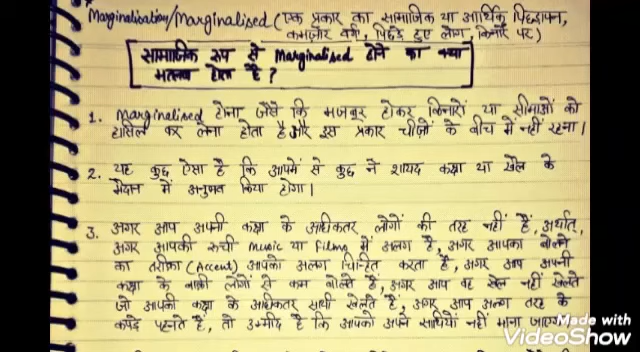 Marginalisation/Marginalised (एक प्रकार का सामाजिक या आर्थिक पिछड़ापन,
कमज़ोर वर्ग, पिछड़े हुए लोग, किनारे पर)
सामाजिक रूप से Marginalised होने का क्या
मतलब होता है ?
1. Marginalised होना जैसे कि मजबूर होकर किनारों या सीमाओं को
हासिल कर लेना होता है और इस प्रकार चीज़ों के बीच में नहीं रहना।
2. यह कुछ ऐसा है कि आपमें से कुछ ने शायद कक्षा या खेल के
मैदान में अनुभव किया होगा।
3. अगर आप अपनी कक्षा के अधिकतर लोगों की तरह नहीं हैं, अर्थात,
अगर आपकी रूची Music या Films में अलग है, अगर आपका बोलने
का तरीका (Accent) आपको अलग चिन्हित करता है, अगर आप अपनी
कक्षा के बाकी लोगों से कम बोलते हैं, अगर आप वह खेल नहीं खेलते
जो आपकी कक्षा के अधिकतर साथी खेलते हैं, अगर आप अलग तरह के
कपड़े पहनते हैं, तो उम्मीद है कि आपको अपने साथियों नहीं माना
Made with
VideoShow